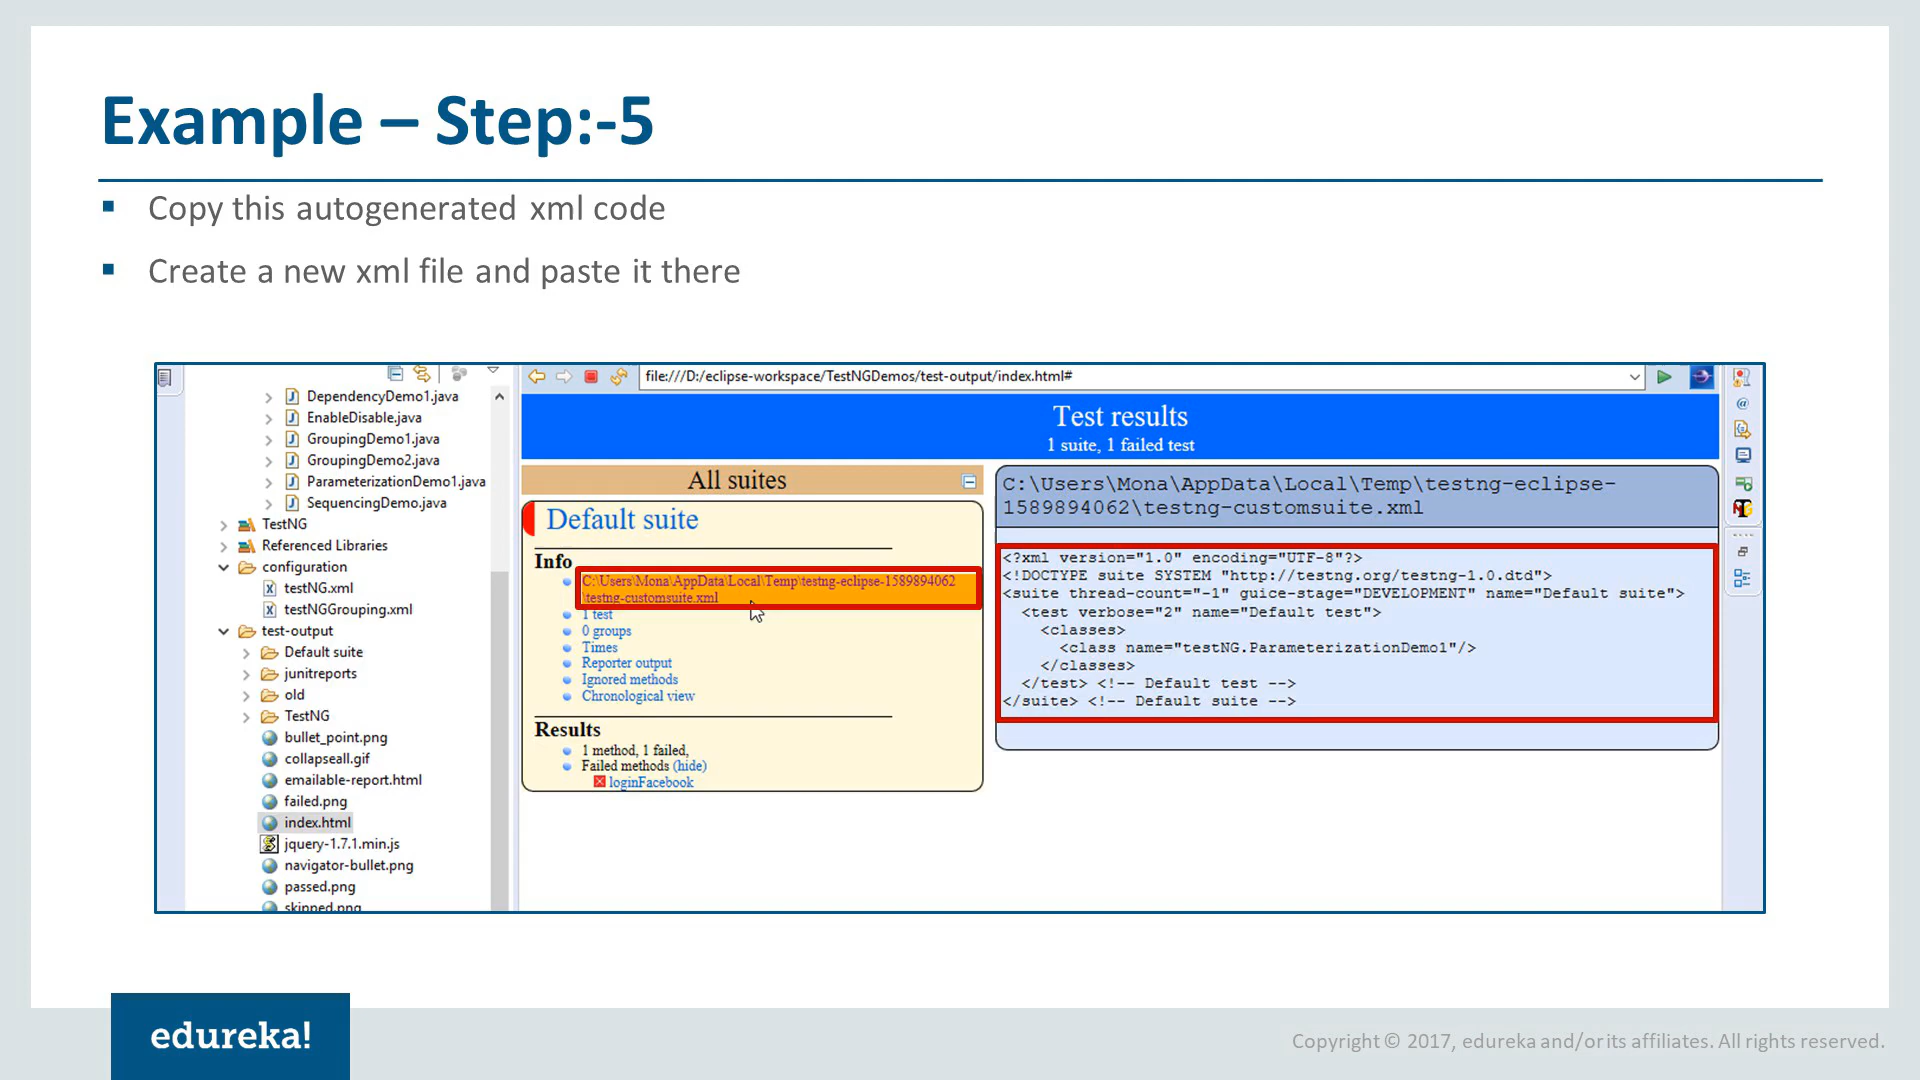 Example – Step:-5
▪ Copy this autogenerated xml code
▪ Create a new xml file and paste it there
file:///D:/eclipse-workspace/TestNGDemos/test-output/index.html#
DependencyDemo1.java
EnableDisable.java
GroupingDemo1.java
GroupingDemo2.java
ParameterizationDemo1.java
SequencingDemo.java
TestNG
Referenced Libraries
configuration
testNG.xml
testNGGrouping.xml
test-output
Default suite
junitreports
old
TestNG
bullet_point.png
collapseall.gif
emailable-report.html
failed.png
index.html
jquery-1.7.1.min.js
navigator-bullet.png
passed.png
skipped.png
Test results
1 suite, 1 failed test
All suites
Default suite
Info
C:\Users\Mona\AppData\Local\Temp\testng-eclipse-1589894062
\testng-customsuite.xml
1 test
0 groups
Times
Reporter output
Ignored methods
Chronological view
Results
1 method, 1 failed,
Failed methods (hide)
loginFacebook
C:\Users\Mona\AppData\Local\Temp\testng-eclipse-
1589894062\testng-customsuite.xml
<?xml version="1.0" encoding="UTF-8"?>
<!DOCTYPE suite SYSTEM "http://testng.org/testng-1.0.dtd">
<suite thread-count="-1" guice-stage="DEVELOPMENT" name="Default suite">
<test verbose="2" name="Default test">
<classes>
<class name="testNG.ParameterizationDemo1"/>
</classes>
</test> <!-- Default test -->
</suite> <!-- Default suite -->
edureka!
Copyright © 2017, edureka and/or its affiliates. All rights reserved.